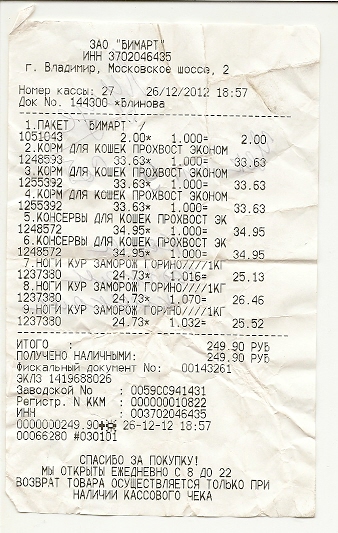 ЗАО "БИМАРТ"
ИНН 3702046435
г. Владимир, Московское шоссе, 2
Номер кассы: 27 26/12/2012 18:57
Док No. 144300 *Блинова
1.ПАКЕТ ``БИМАРТ``/
1051043 2.00* 1.000= 2.00
2.КОРМ ДЛЯ КОШЕК ПРОХВОСТ ЭКОНОМ
1248593 33.63* 1.000= 33.63
3.КОРМ ДЛЯ КОШЕК ПРОХВОСТ ЭКОНОМ
1255392 33.63* 1.000= 33.63
4.КОРМ ДЛЯ КОШЕК ПРОХВОСТ ЭКОНОМ
1255392 33.63* 1.000= 33.63
5.КОНСЕРВЫ ДЛЯ КОШЕК ПРОХВОСТ ЭК
1248572 34.95* 1.000= 34.95
6.КОНСЕРВЫ ДЛЯ КОШЕК ПРОХВОСТ ЭК
1248572 34.95* 1.000= 34.95
7.НОГИ КУР ЗАМОРОЖ ГОРИНО////1КГ
1237380 24.73* 1.016= 25.13
8.НОГИ КУР ЗАМОРОЖ ГОРИНО////1КГ
1237380 24.73* 1.070= 26.46
9.НОГИ КУР ЗАМОРОЖ ГОРИНО////1КГ
1237380 24.73* 1.032= 25.52
ИТОГО : 249.90 РУБ
ПОЛУЧЕНО НАЛИЧНЫМИ: 249.90 РУБ
Фискальный документ No: 00143261
ЭКЛЗ 1419688026
Заводской No : 0059CC941431
Регистр. N ККМ : 000000010822
ИНН : 003702046435
0000000249.90 26-12-12 18:57
00066280 #030101
СПАСИБО ЗА ПОКУПКУ!
МЫ ОТКРЫТЫ ЕЖЕДНЕВНО С 8 ДО 22
ВОЗВРАТ ТОВАРА ОСУЩЕСТВЛЯЕТСЯ ТОЛЬКО ПРИ
НАЛИЧИИ КАССОВОГО ЧЕКА